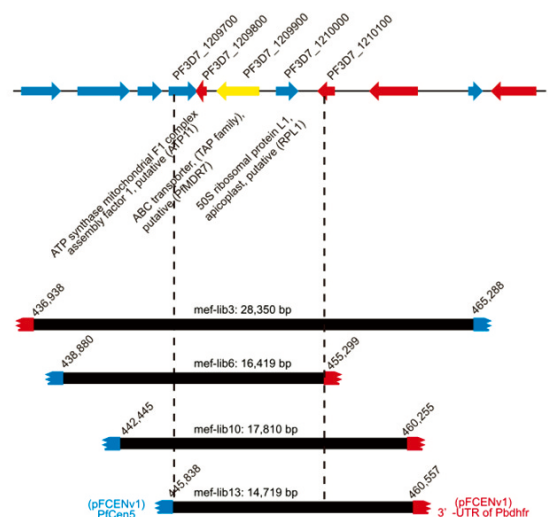 PF3D7_1209700
PF3D7_1209800
PF3D7_1209900
PF3D7_1210000
PF3D7_1210100
ATP synthase mitochondrial F1 complex
assembly factor 1, putative (ATP11)
ABC transporter, (TAP family),
putative (PfMDR7)
50S ribosomal protein L1,
apicoplast, putative (RPL1)
436,938
mef-lib3: 28,350 bp
465,288
438,880
mef-lib6: 16,419 bp
455,299
442,445
mef-lib10: 17,810 bp
460,255
445,838
mef-lib13: 14,719 bp
460,557
(pFCENv1)
PfCen5
(pFCENv1)
3' -UTR of Pbdhfr